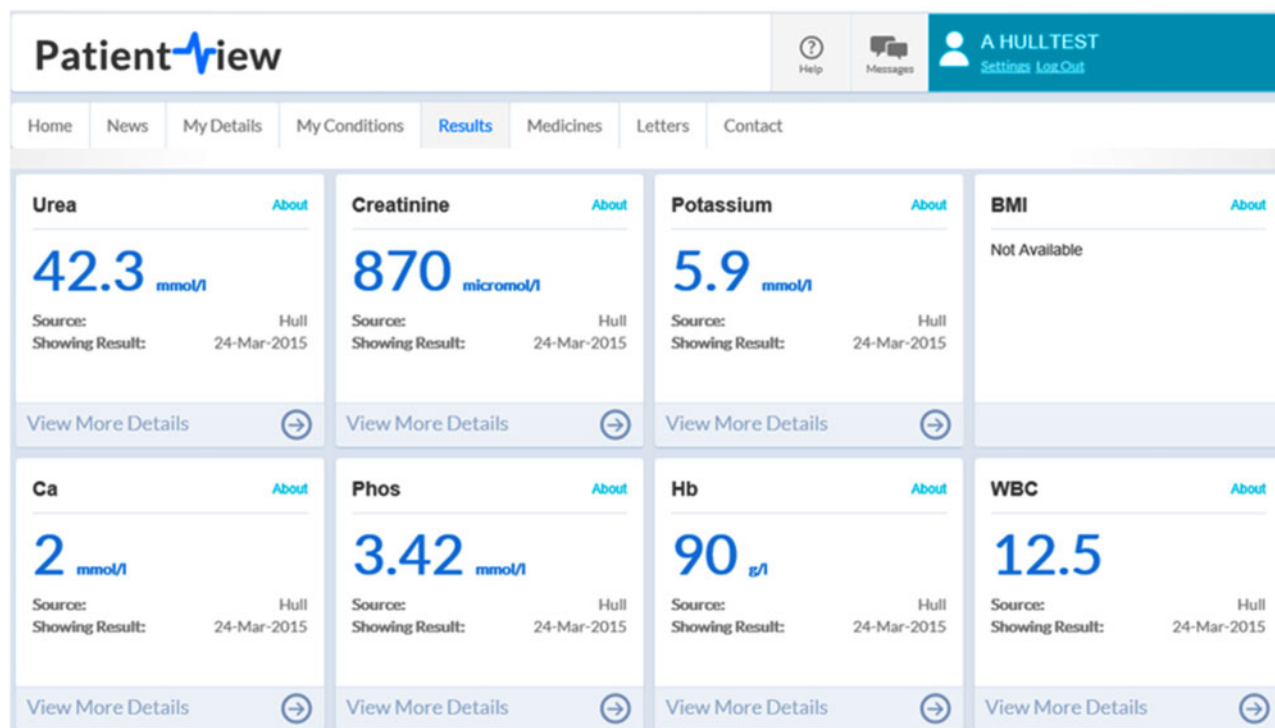 PatientView
Help
Messages
A HULLTEST
Settings Log Out
Home News My Details My Conditions Results Medicines Letters Contact
Urea About
42.3 mmol/l
Source: Hull
Showing Result: 24-Mar-2015
View More Details
Creatinine About
870 micromol/l
Source: Hull
Showing Result: 24-Mar-2015
View More Details
Potassium About
5.9 mmol/l
Source: Hull
Showing Result: 24-Mar-2015
View More Details
BMI About
Not Available
Ca About
2 mmol/l
Source: Hull
Showing Result: 24-Mar-2015
View More Details
Phos About
3.42 mmol/l
Source: Hull
Showing Result: 24-Mar-2015
View More Details
Hb About
90 g/l
Source: Hull
Showing Result: 24-Mar-2015
View More Details
WBC About
12.5
Source: Hull
Showing Result: 24-Mar-2015
View More Details